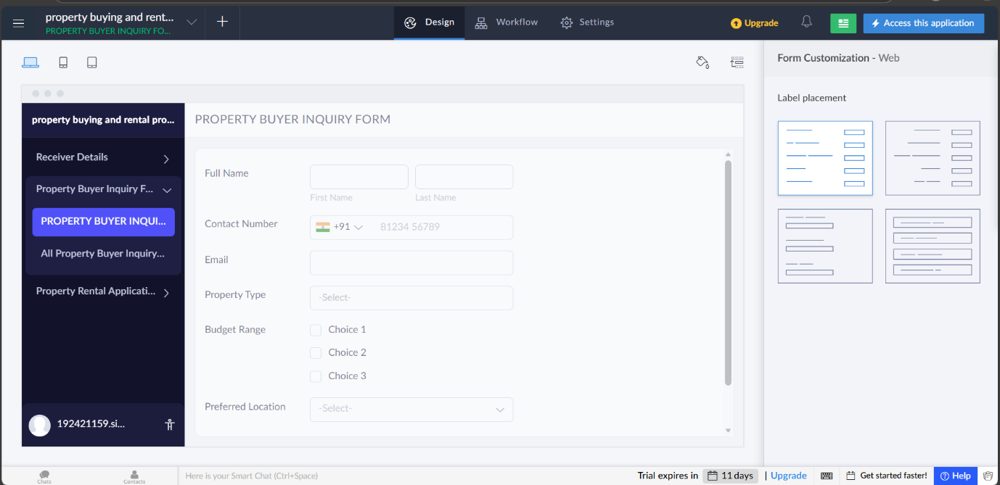 property buying and rent...
PROPERTY BUYER INQUIRY FO...
Design
Workflow
Settings
Upgrade
Access this application
Form Customization - Web
Label placement
property buying and rental pro...
Receiver Details
Property Buyer Inquiry F...
PROPERTY BUYER INQUI...
All Property Buyer Inquiry...
Property Rental Applicati...
192421159.si...
PROPERTY BUYER INQUIRY FORM
Full Name
First Name
Last Name
Contact Number
+91
81234 56789
Email
Property Type
-Select-
Budget Range
Choice 1
Choice 2
Choice 3
Preferred Location
-Select-
Chats
Contacts
Here is your Smart Chat (Ctrl+Space)
Trial expires in 11 days | Upgrade
Get started faster!
Help